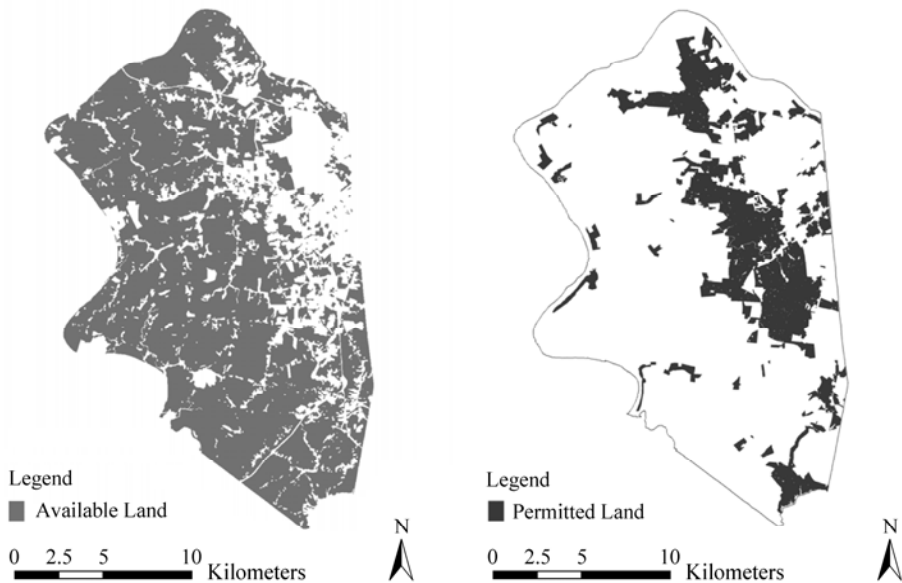 Legend
Available Land
N
0 2.5 5 10
Kilometers
Legend
Permitted Land
N
0 2.5 5 10
Kilometers